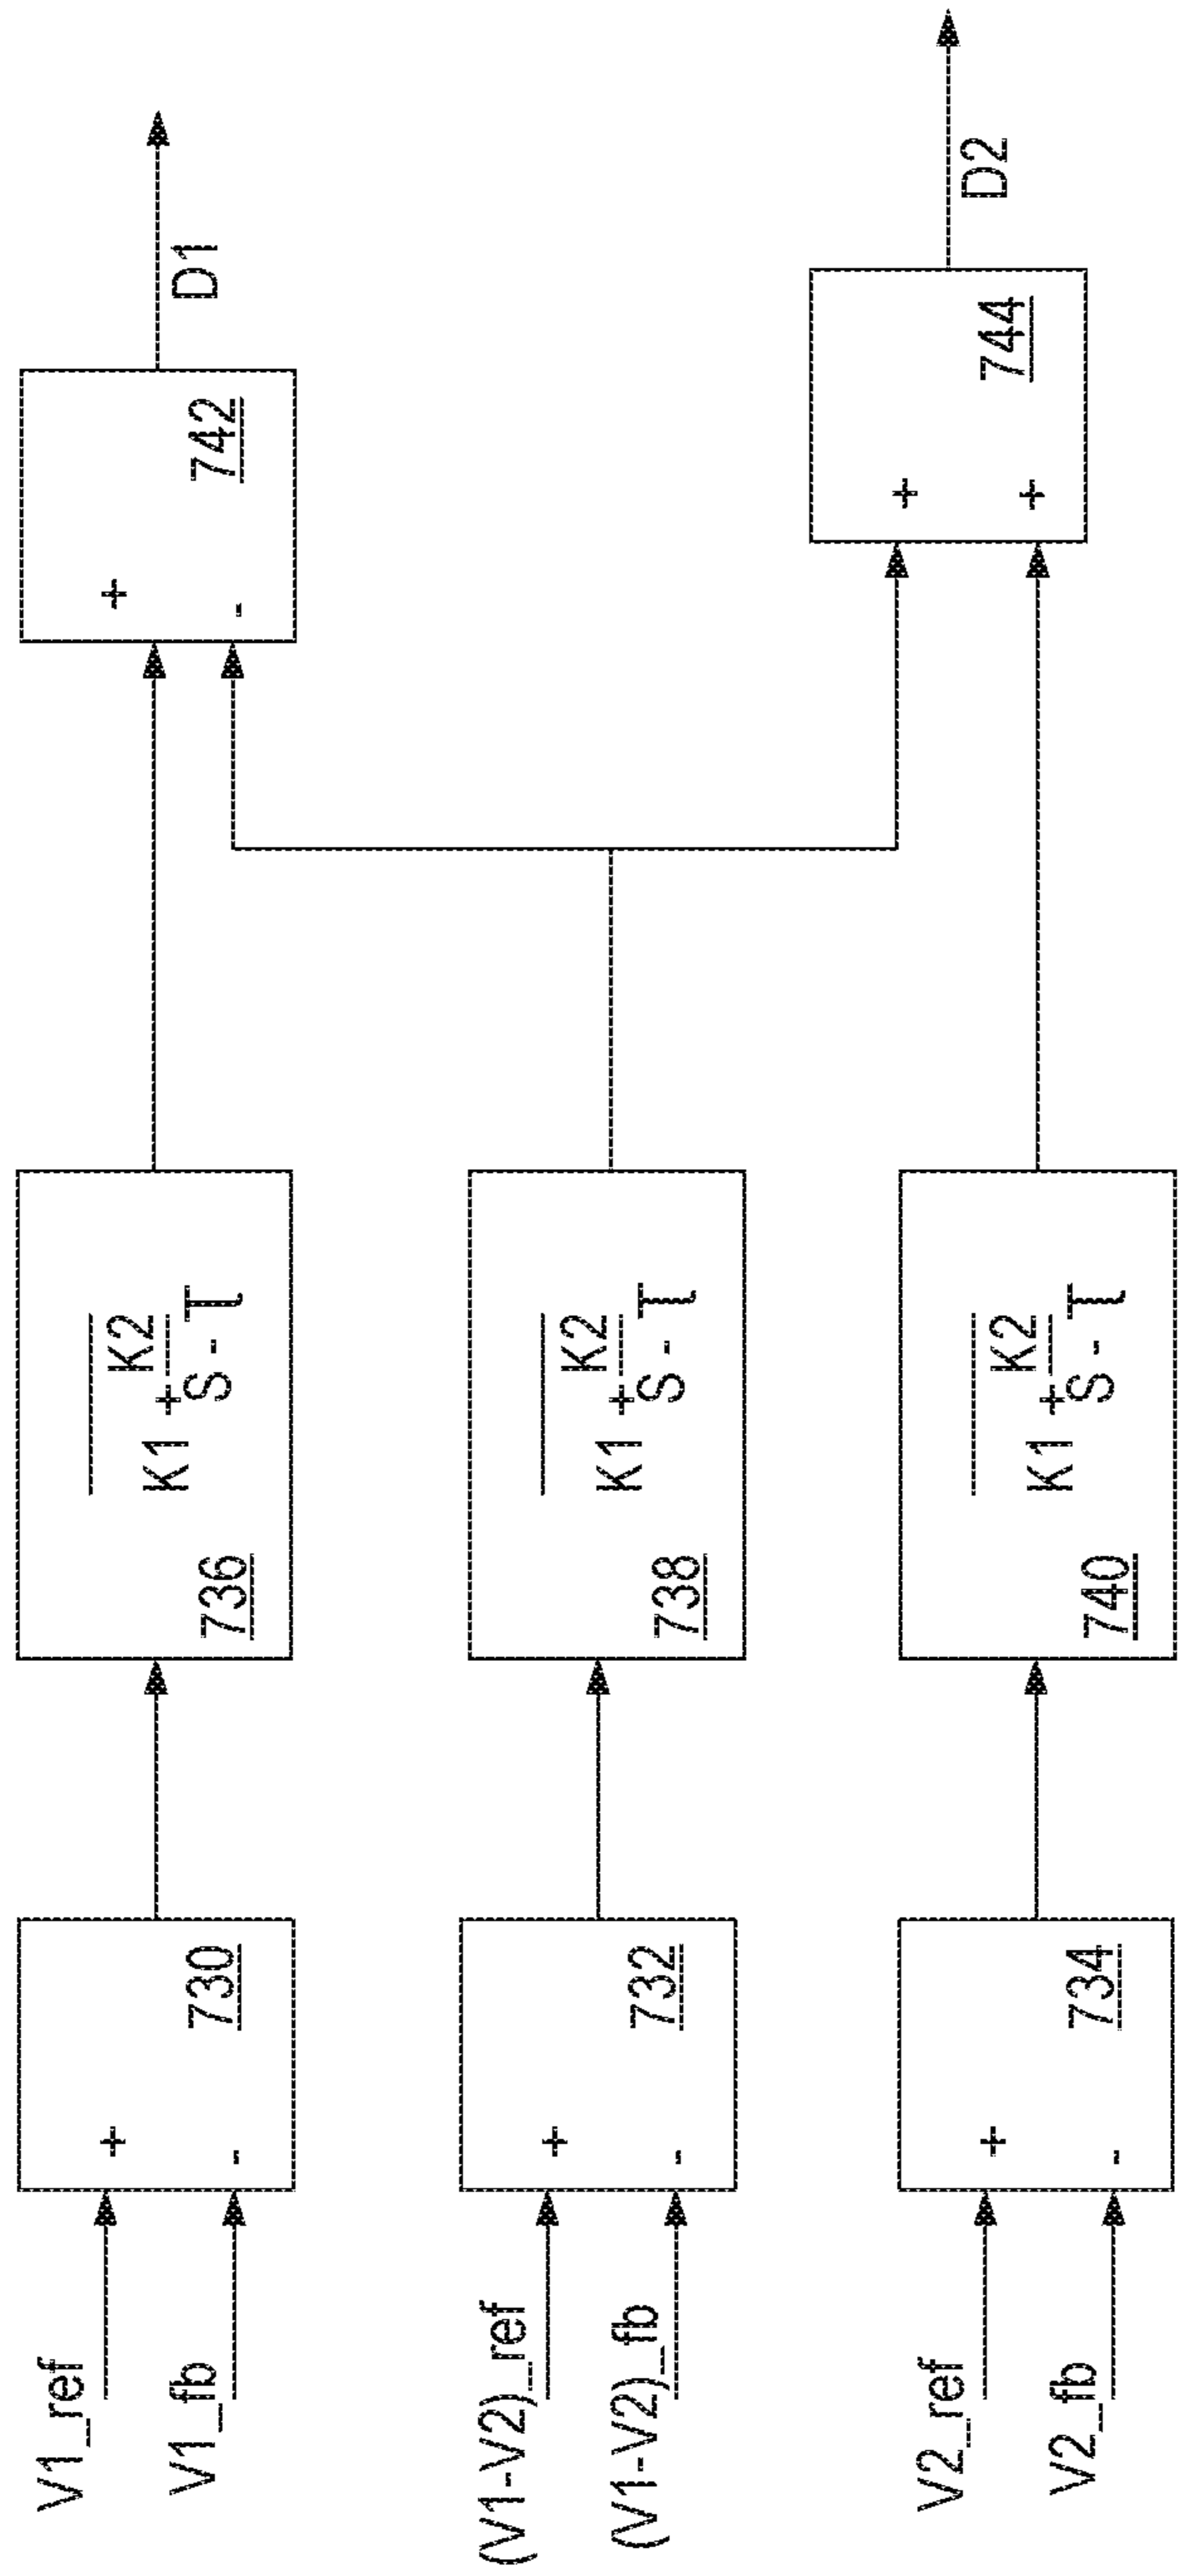 V1_ref
V1_fb
+
-
730
736
K1 + K2
S - τ
+
-
742
D1
(V1-V2)_ref
(V1-V2)_fb
+
-
732
738
K1 + K2
S - τ
V2_ref
V2_fb
+
-
734
740
K1 + K2
S - τ
+
+
744
D2